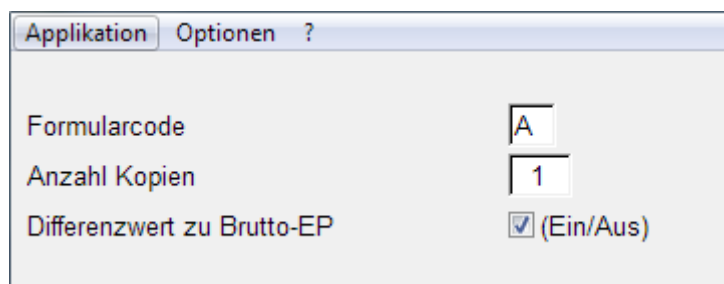 Applikation Optionen ?
Formularcode A
Anzahl Kopien 1
Differenzwert zu Brutto-EP (Ein/Aus)